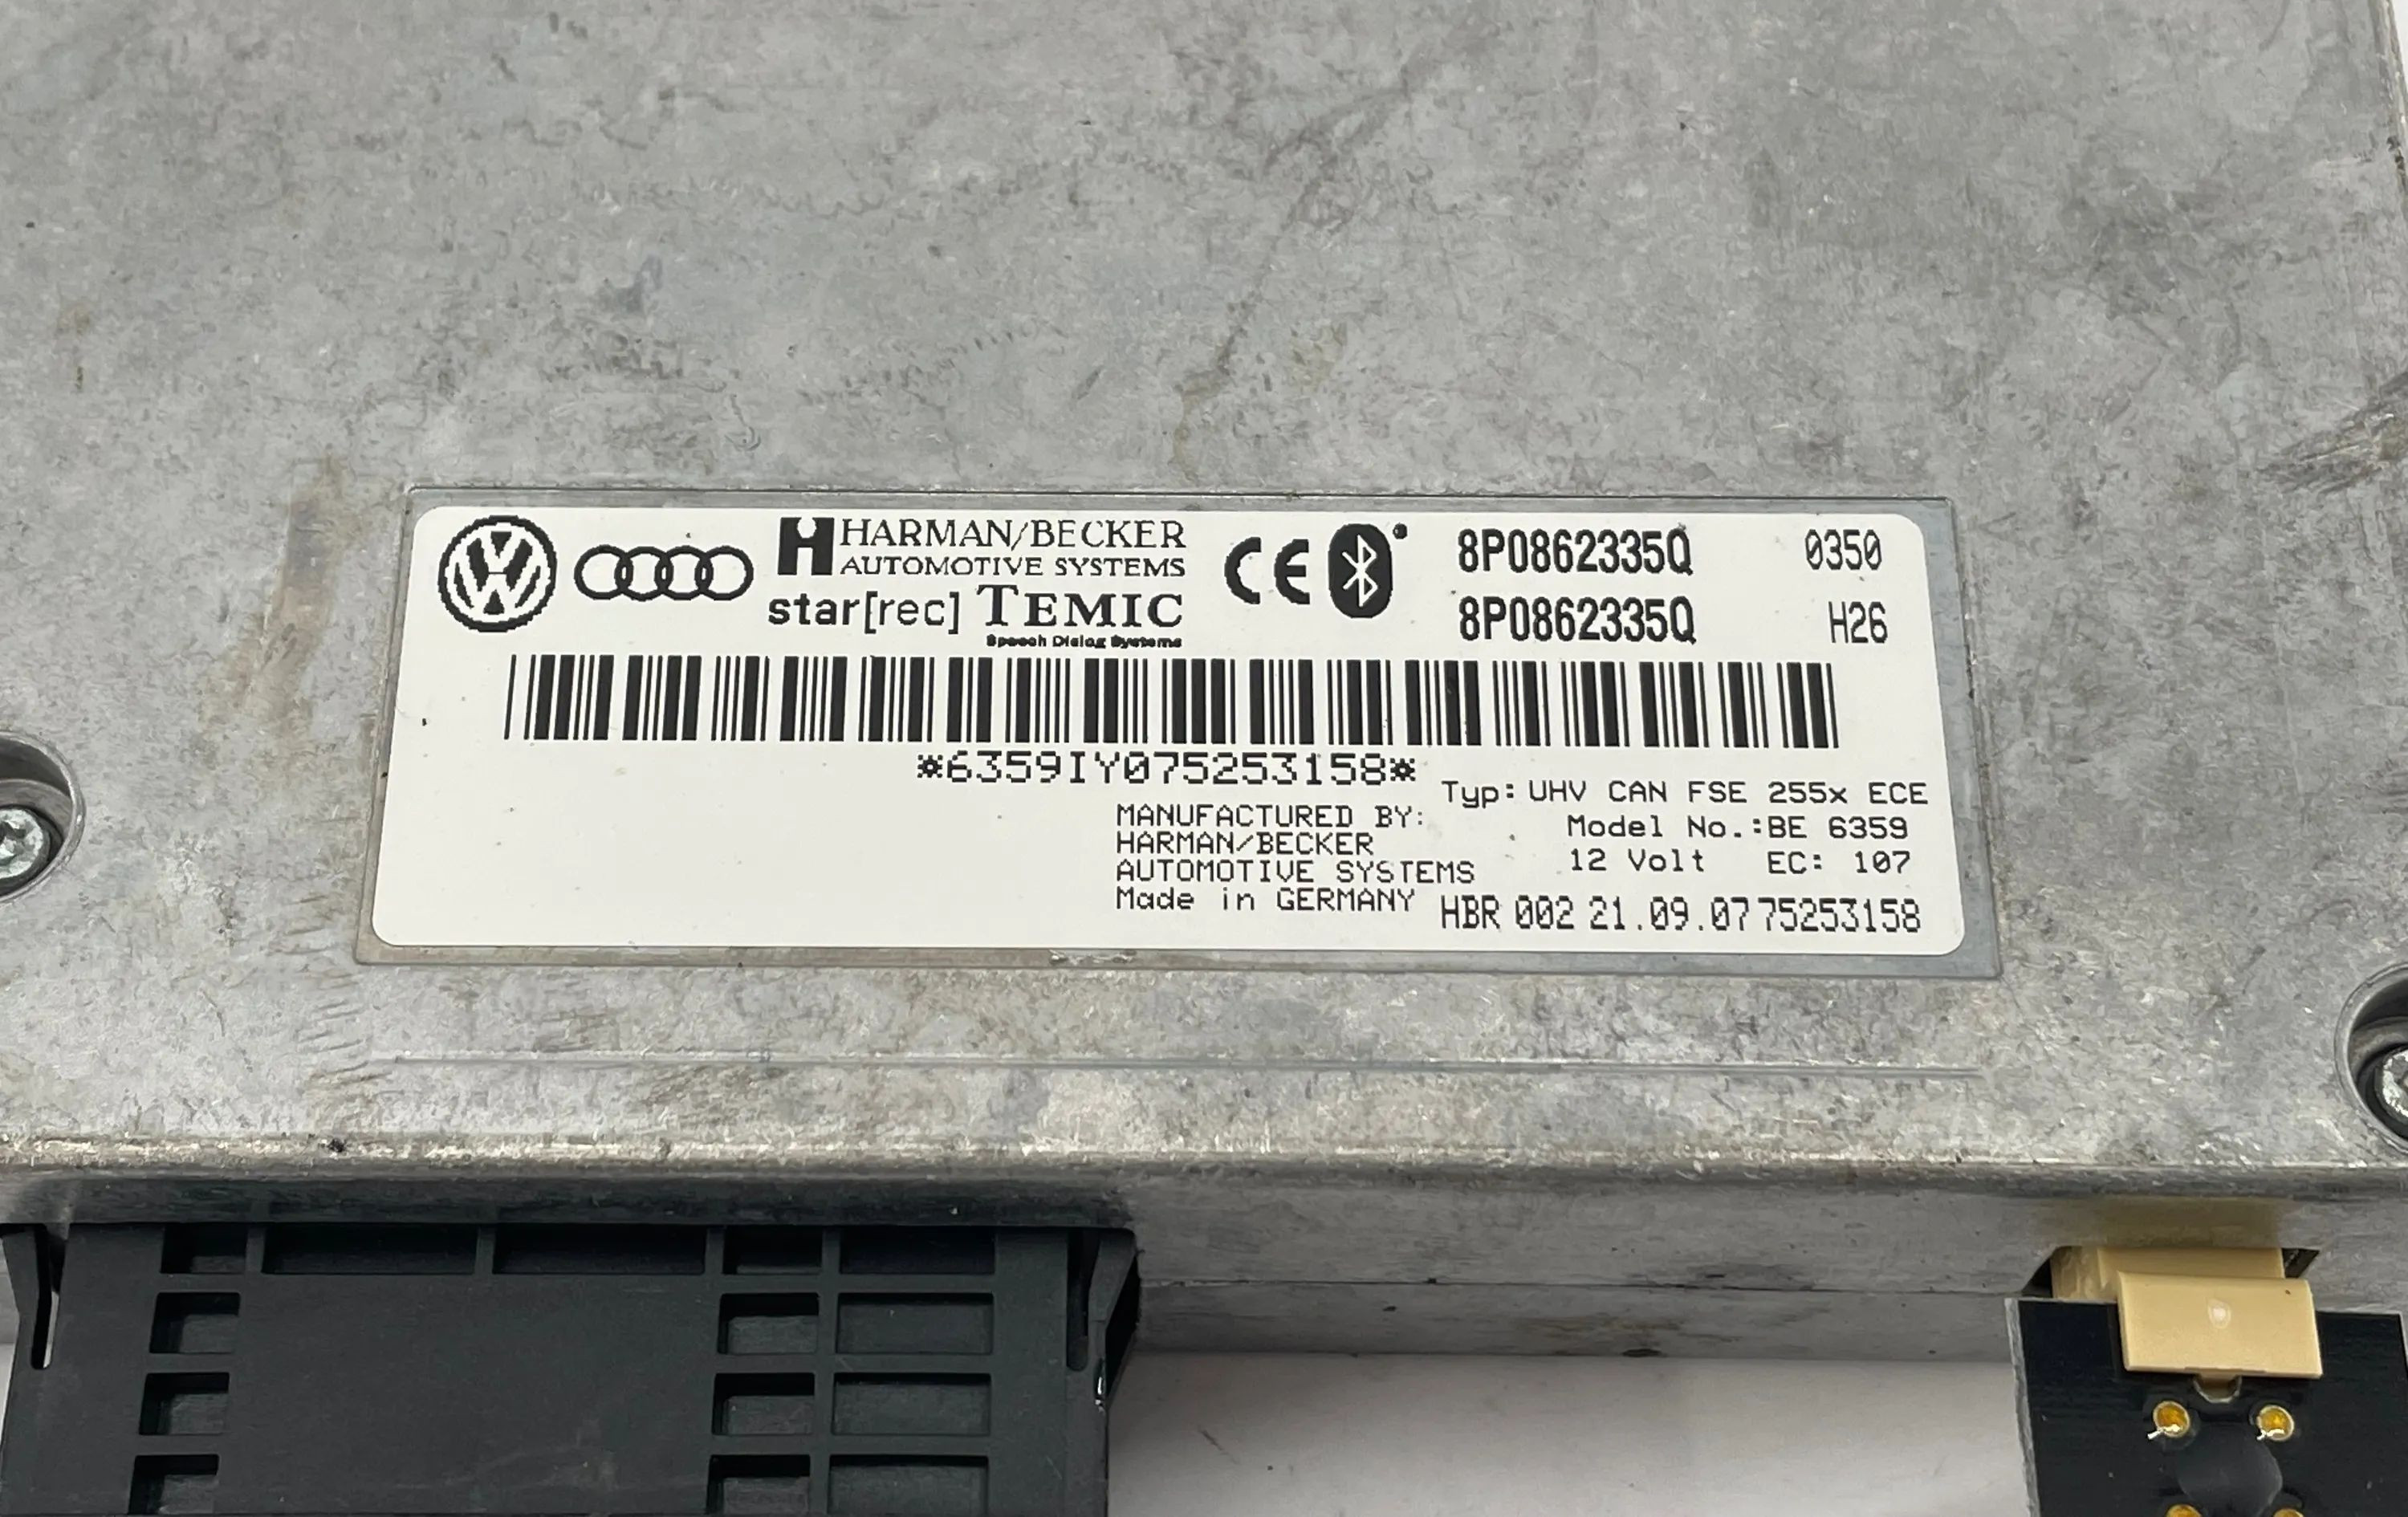 HARMAN/BECKER
AUTOMOTIVE SYSTEMS
star[rec] TEMIC
Speech Dialog Systems
CE
8P0862335Q 0350
8P0862335Q H26
*6359IY075253158*
MANUFACTURED BY:
HARMAN/BECKER
AUTOMOTIVE SYSTEMS
Made in GERMANY
Typ: UHV CAN FSE 255x ECE
Model No.:BE 6359
12 Volt EC: 107
HBR 002 21.09.07 75253158